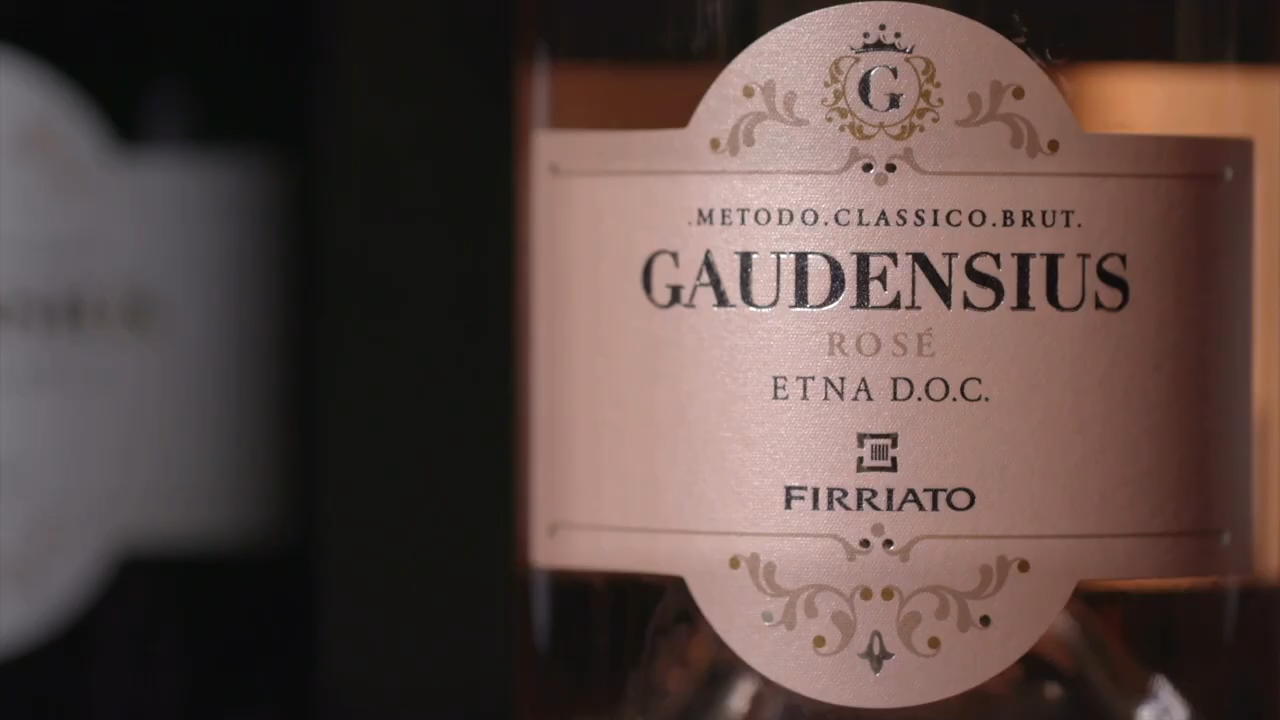 G
.METODO.CLASSICO.BRUT.
GAUDENSIUS
ROSÉ
ETNA D.O.C.
FIRRIATO